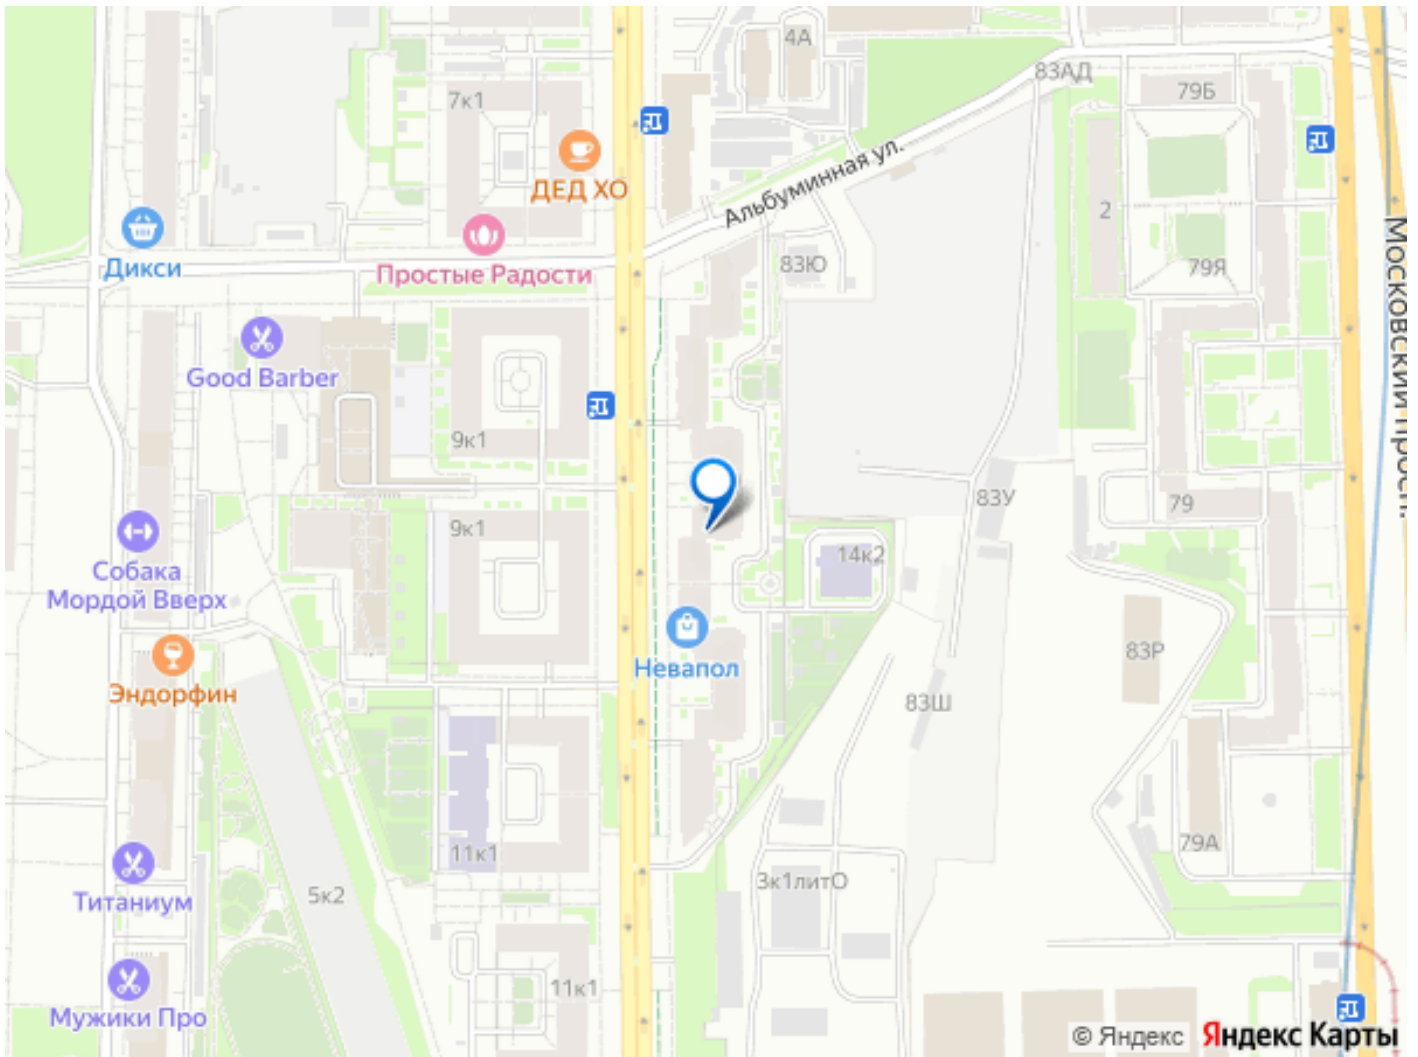 4А
83АД
79Б
7к1
ДЕД ХО
Альбуминная ул.
2
Дикси
Простые Радости
83Ю
79Я
Московский просп.
Good Barber
9к1
83У
79
9к1
14к2
Собака
Мордой Вверх
Невапол
83Р
Эндорфин
83Ш
79А
11к1
3к1литО
Титаниум
5к2
11к1
Мужики Про
© Яндекс Яндекс Карты